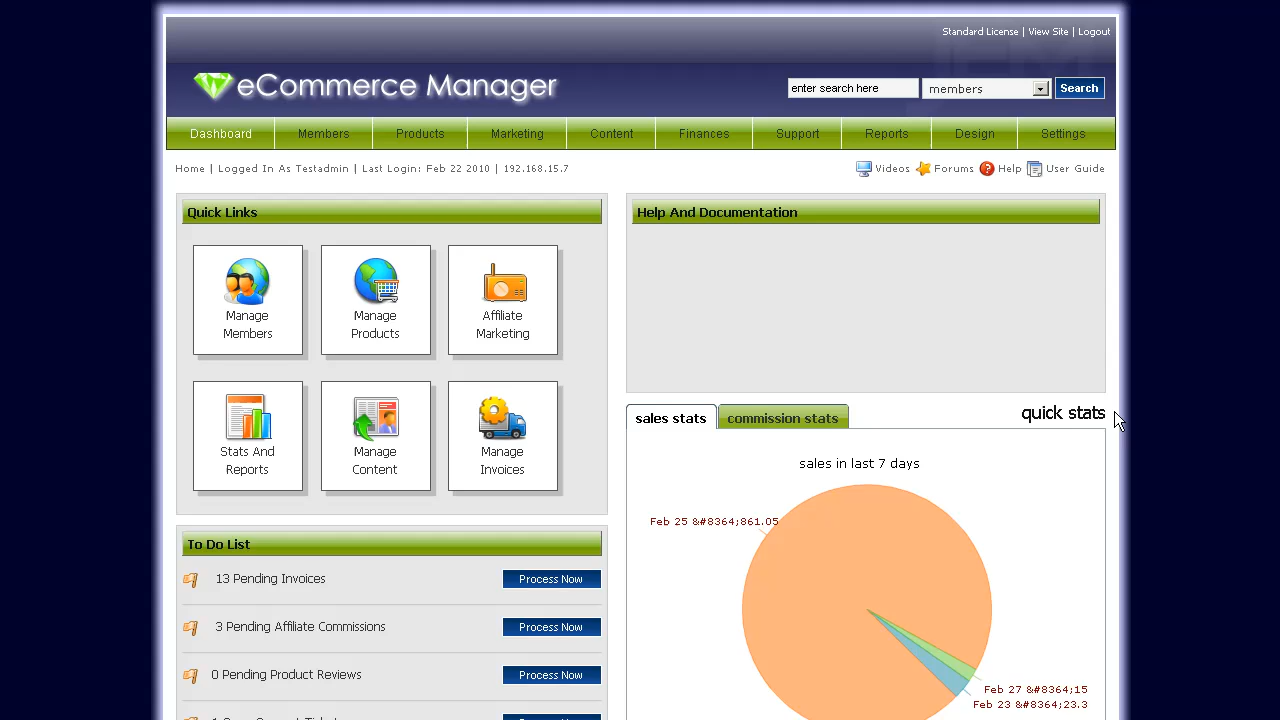 Standard License | View Site | Logout
eCommerce Manager
enter search here
members
Search
Dashboard
Members
Products
Marketing
Content
Finances
Support
Reports
Design
Settings
Home | Logged In As Testadmin | Last Login: Feb 22 2010 | 192.168.15.7
Videos
Forums
Help
User Guide
Quick Links
Manage Members
Manage Products
Affiliate Marketing
Stats And Reports
Manage Content
Manage Invoices
Help And Documentation
sales stats
commission stats
quick stats
sales in last 7 days
Feb 25 &#8364;861.05
Feb 27 &#8364;15
Feb 23 &#8364;23.3
To Do List
13 Pending Invoices
Process Now
3 Pending Affiliate Commissions
Process Now
0 Pending Product Reviews
Process Now